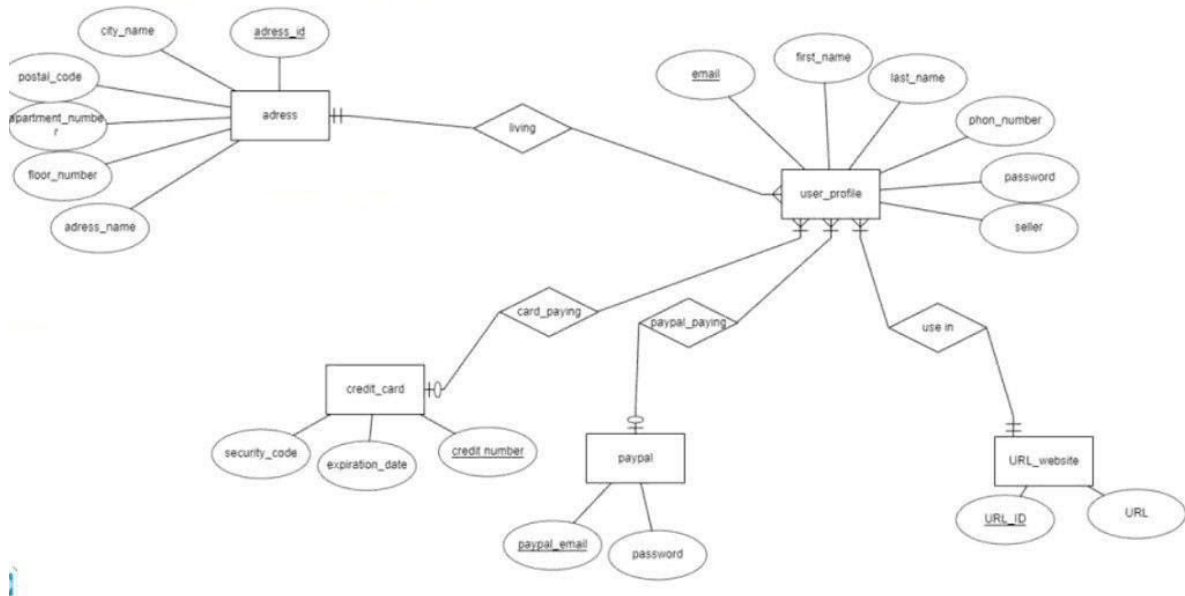 city_name
adress_id
postal_code
apartment_numbe
r
floor_number
adress_name
adress
living
email
first_name
last_name
phon_number
password
seller
user_profile
card_paying
paypal_paying
use in
credit_card
security_code
expiration_date
credit number
paypal
paypal_email
password
URL_website
URL_ID
URL